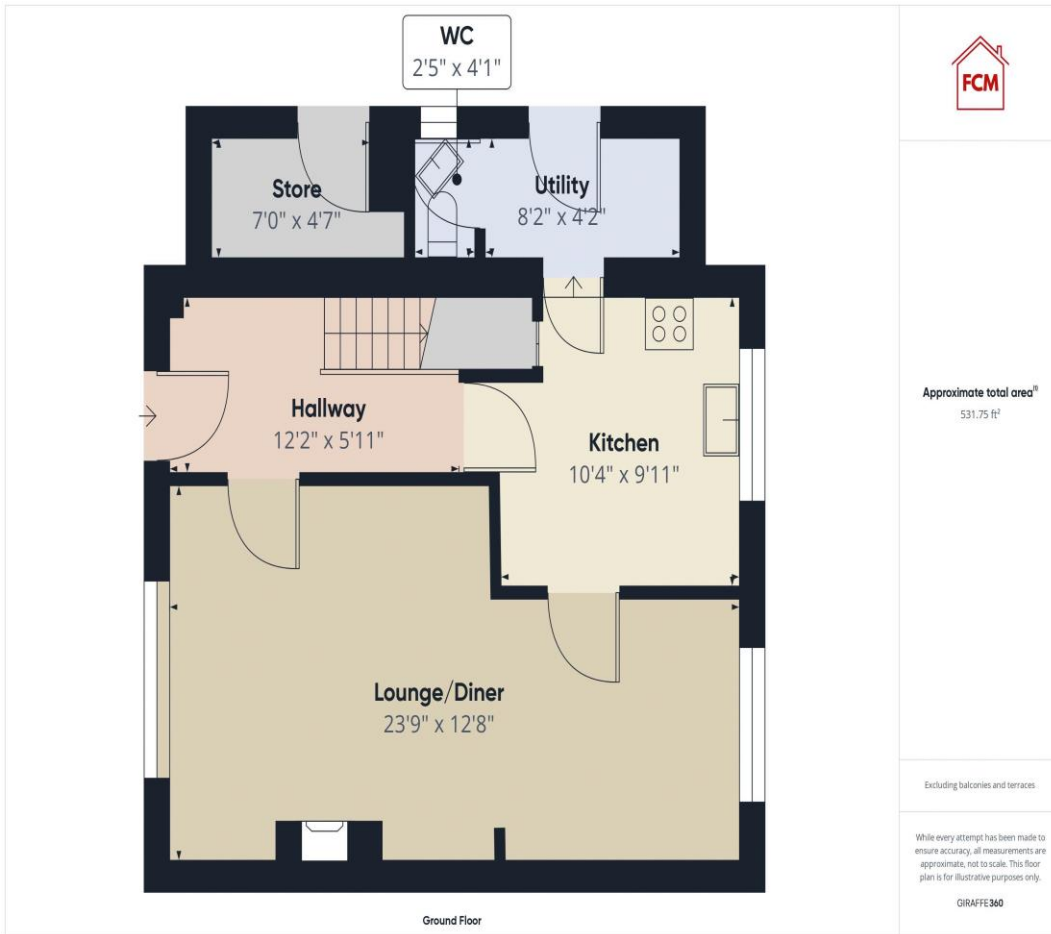 WC
2'5" x 4'1"
FCM
Store
7'0" x 4'7"
Utility
8'2" x 4'2"
Approximate total area⁽¹⁾
531.75 ft²
Hallway
12'2" x 5'11"
Kitchen
10'4" x 9'11"
Lounge/Diner
23'9" x 12'8"
Excluding balconies and terraces
While every attempt has been made to
ensure accuracy, all measurements are
approximate, not to scale. This floor
plan is for illustrative purposes only.
GIRAFFE360
Ground Floor